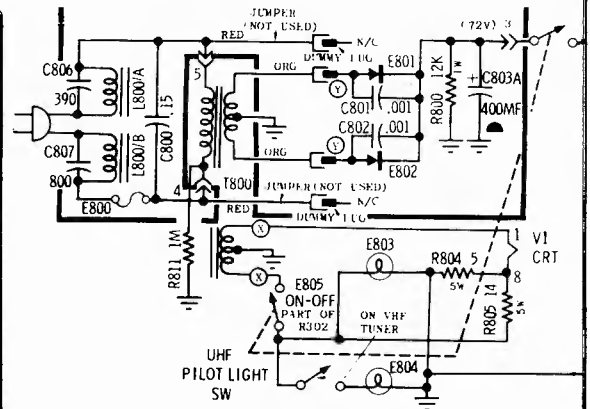 JUMPER
(NOT USED)
RED
N/C
DUMMY LUG
(72V) 3
C806
390
L800/A
C800 .15
5
ORG
Y
E801
C801 .001
C802 .001
Y
ORG
E802
R800 12K
1W
+ C803A
400MF
C807
800
L800/B
E800
4
T800
JUMPER (NOT USED)
RED
N/C
DUMMY LUG
R811 1M
X
X
E803
R804 5
5W
1
V1
CRT
8
E805
ON-OFF
PART OF
R302
ON VHF
TUNER
R805 14
5W
UHF
PILOT LIGHT
SW
E804